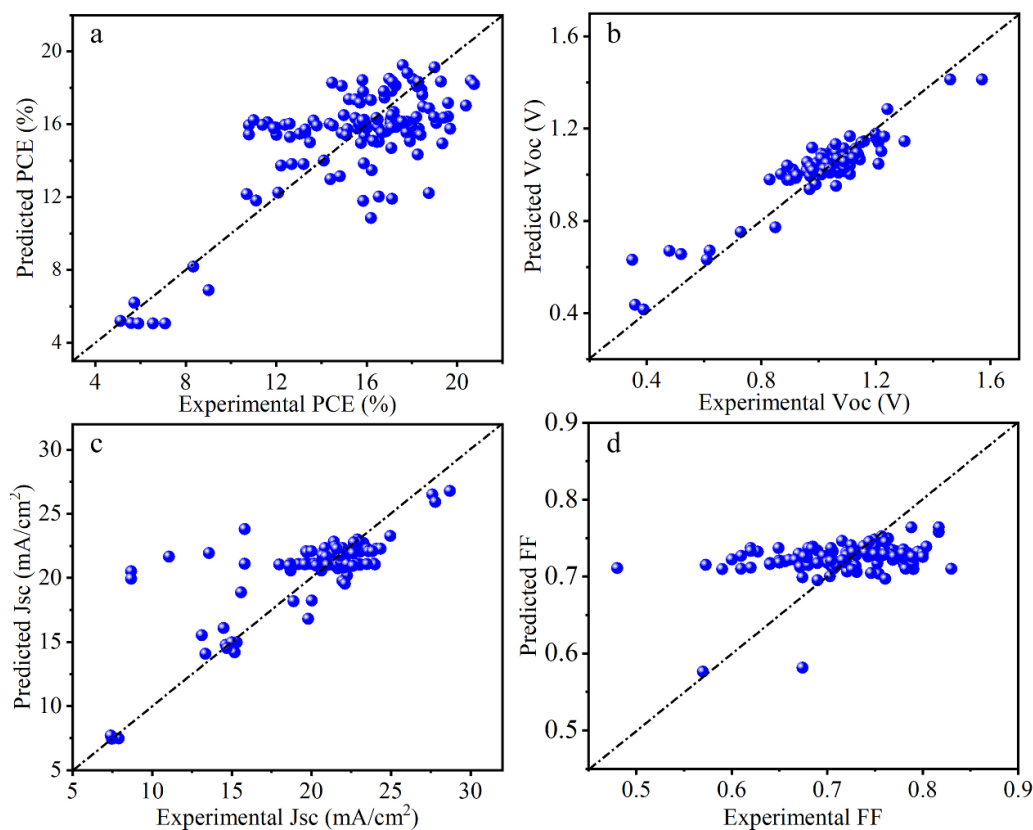 a
20
16
12
8
4
Predicted PCE (%)
4 8 12 16 20
Experimental PCE (%)
b
1.6
1.2
0.8
0.4
Predicted Voc (V)
0.4 0.8 1.2 1.6
Experimental Voc (V)
c
30
25
20
15
10
5
Predicted Jsc (mA/cm²)
5 10 15 20 25 30
Experimental Jsc (mA/cm²)
d
0.9
0.8
0.7
0.6
0.5
Predicted FF
0.5 0.6 0.7 0.8 0.9
Experimental FF